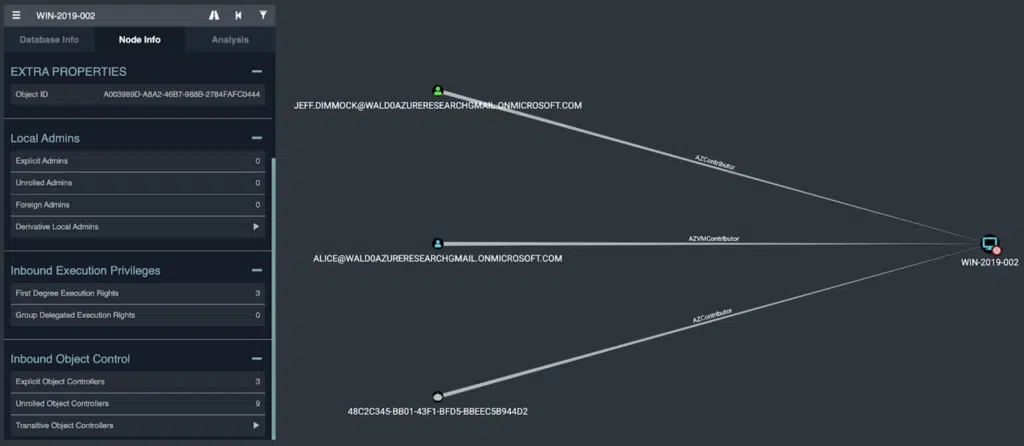 WIN-2019-002
Database Info Node Info Analysis
EXTRA PROPERTIES
Object ID A003989D-A8A2-46B7-988B-2784FAFC0444
Local Admins
Explicit Admins 0
Unrolled Admins 0
Foreign Admins 0
Derivative Local Admins
Inbound Execution Privileges
First Degree Execution Rights 3
Group Delegated Execution Rights 0
Inbound Object Control
Explicit Object Controllers 3
Unrolled Object Controllers 9
Transitive Object Controllers
JEFF.DIMMOCK@WALD0AZURERESEARCHGMAIL.ONMICROSOFT.COM
AZContributor
AZVMContributor
ALICE@WALD0AZURERESEARCHGMAIL.ONMICROSOFT.COM
WIN-2019-002
AZContributor
48C2C345-BB01-43F1-BFD5-BBEEC5B944D2